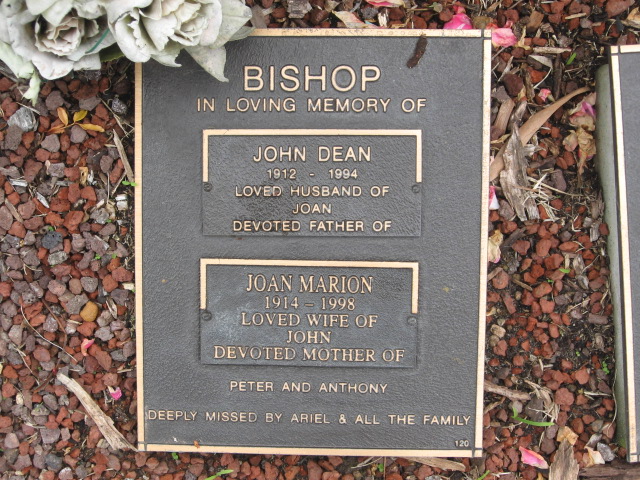 BISHOP
IN LOVING MEMORY OF
JOHN DEAN
1912 - 1994
LOVED HUSBAND OF
JOAN
DEVOTED FATHER OF
JOAN MARION
1914 – 1998
LOVED WIFE OF
JOHN
DEVOTED MOTHER OF
PETER AND ANTHONY
DEEPLY MISSED BY ARIEL & ALL THE FAMILY
120